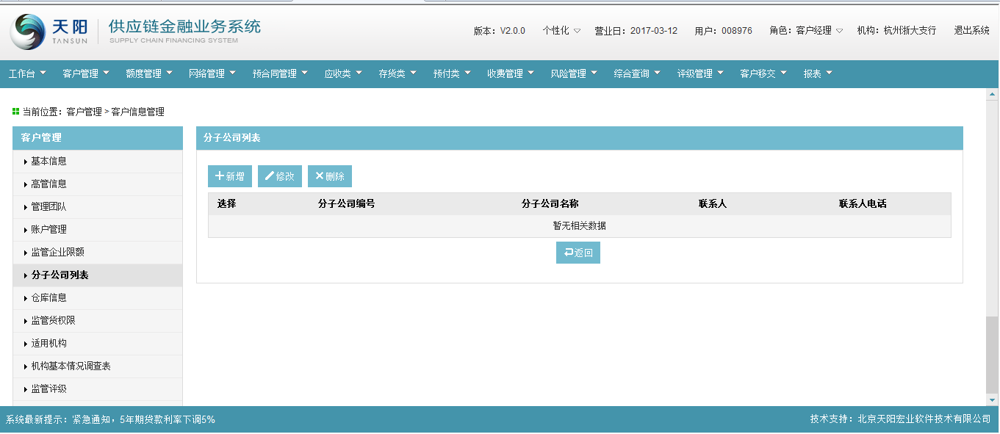 天阳 供应链金融业务系统
TANSUN SUPPLY CHAIN FINANCING SYSTEM
版本：V2.0.0 个性化 营业日：2017-03-12 用户：008976 角色：客户经理 机构：杭州浙大支行 退出系统
工作台 客户管理 额度管理 网络管理 预合同管理 应收类 存货类 预付类 收费管理 风险管理 综合查询 评级管理 客户移交 报表
当前位置：客户管理 > 客户信息管理
客户管理
基本信息
高管信息
管理团队
账户管理
监管企业限额
分子公司列表
仓库信息
监管货权限
适用机构
机构基本情况调查表
监管评级
分子公司列表
新增 修改 删除
选择 分子公司编号 分子公司名称 联系人 联系人电话
暂无相关数据
返回
系统最新提示：紧急通知，5年期贷款利率下调5%
技术支持：北京天阳宏业软件技术有限公司